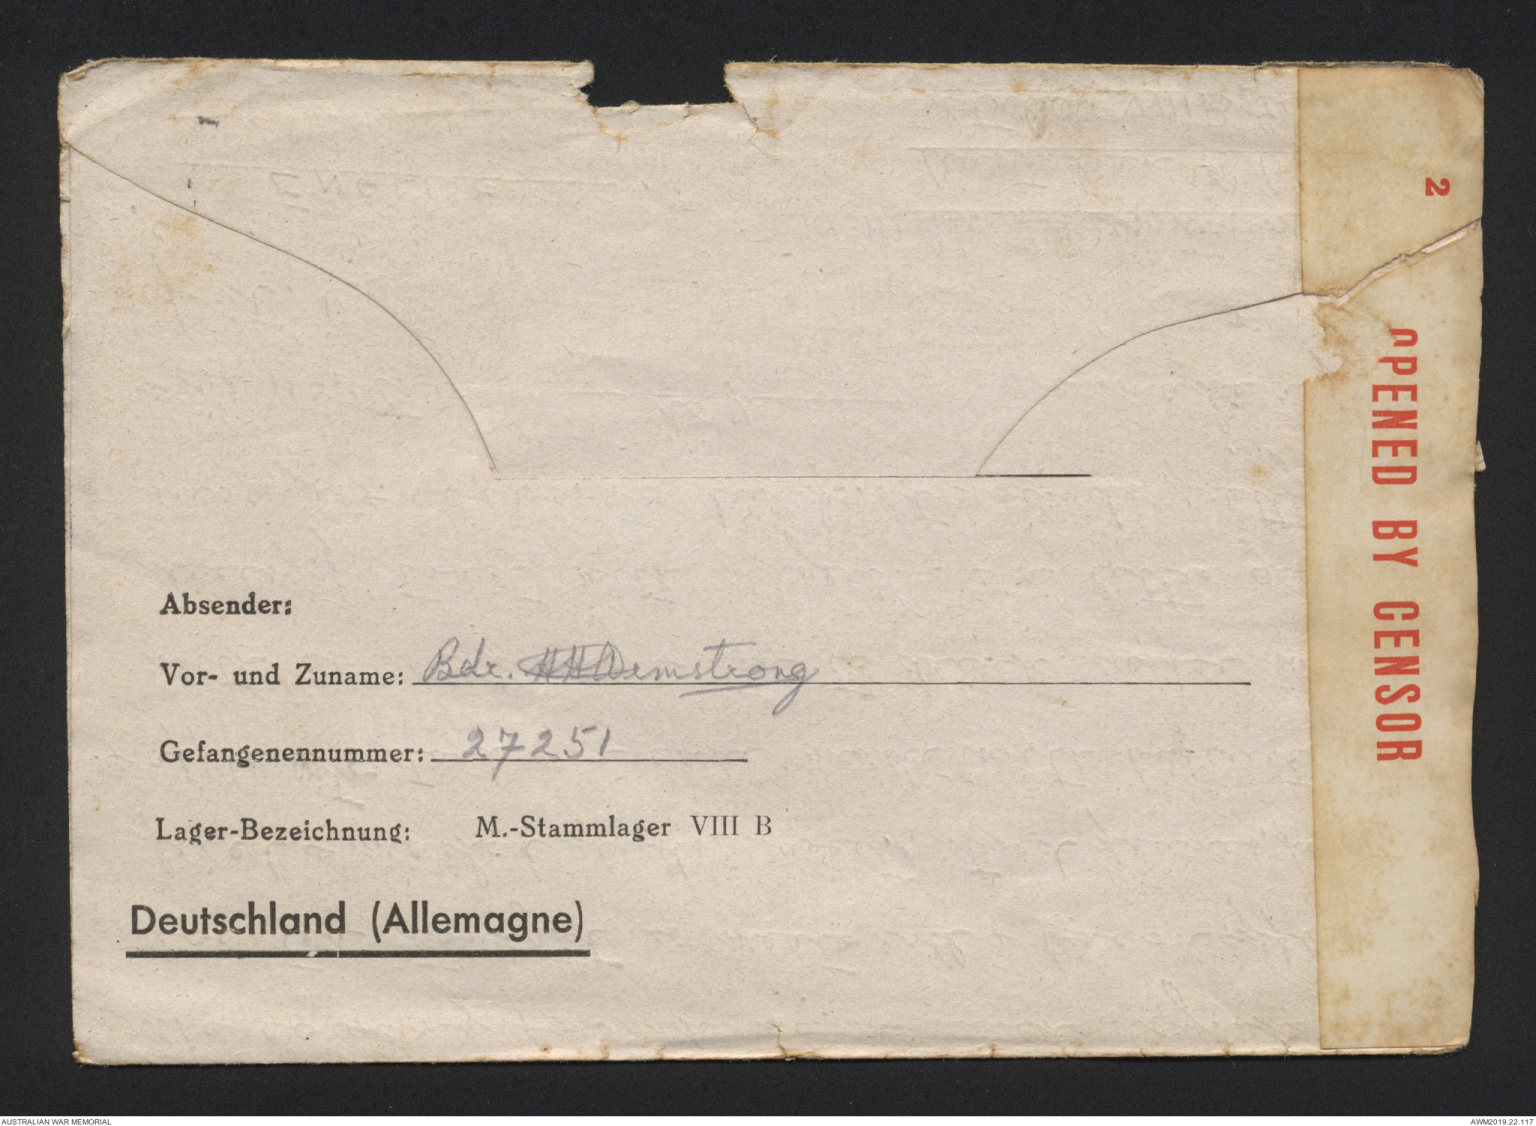 Absender:
Vor- und Zuname: Bdr. HH Armstrong
Gefangenennummer: 27251
Lager-Bezeichnung: M.-Stammlager VIII B
Deutschland (Allemagne)
2
OPENED BY CENSOR
AUSTRALIAN WAR MEMORIAL
AWM2019.22.117